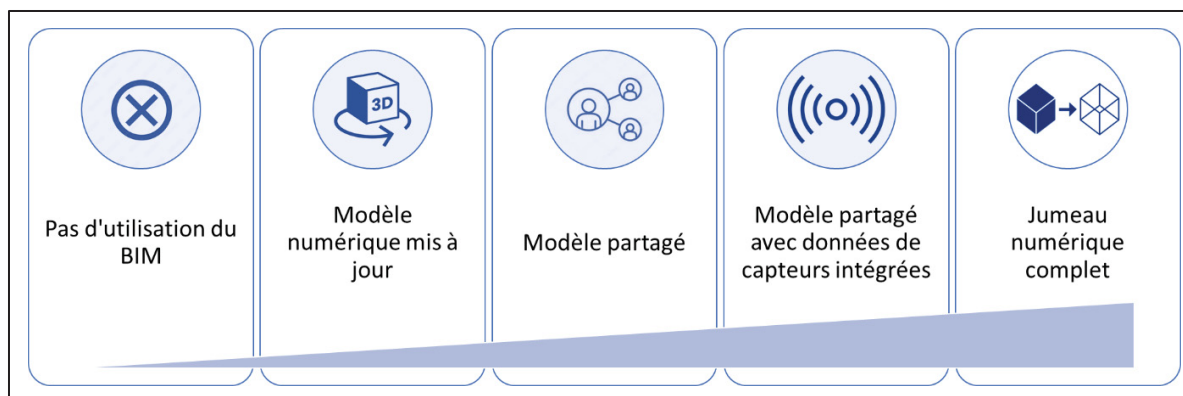 3D
Pas d'utilisation du
BIM
Modèle
numérique mis à
jour
Modèle partagé
Modèle partagé
avec données de
capteurs intégrées
Jumeau
numérique
complet